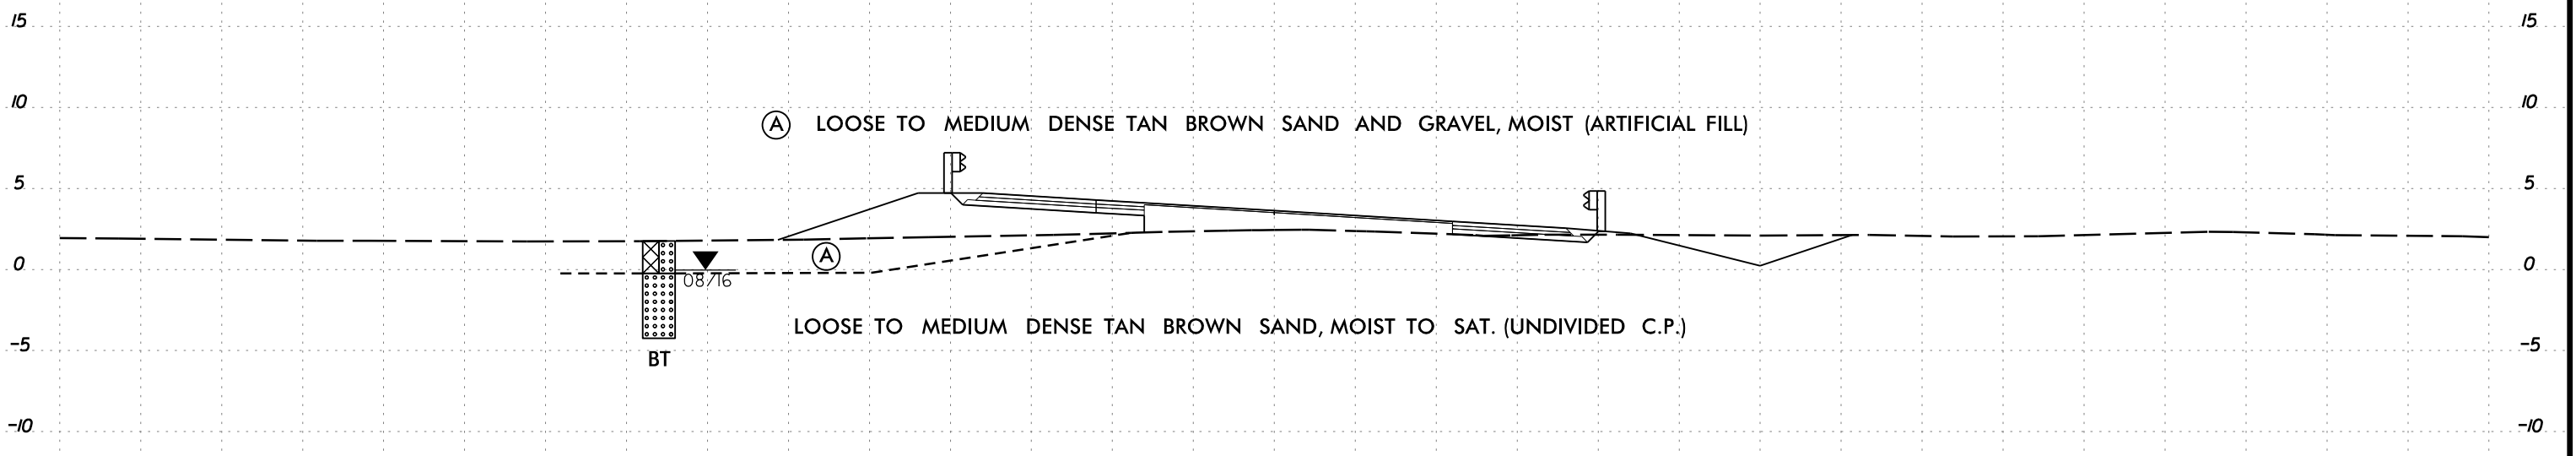 15 15
10 10
Ⓐ LOOSE TO MEDIUM DENSE TAN BROWN SAND AND GRAVEL, MOIST (ARTIFICIAL FILL)
5 5
Ⓐ
0 0
08/16
LOOSE TO MEDIUM DENSE TAN BROWN SAND, MOIST TO SAT. (UNDIVIDED C.P.)
-5 -5
BT
-10 -10